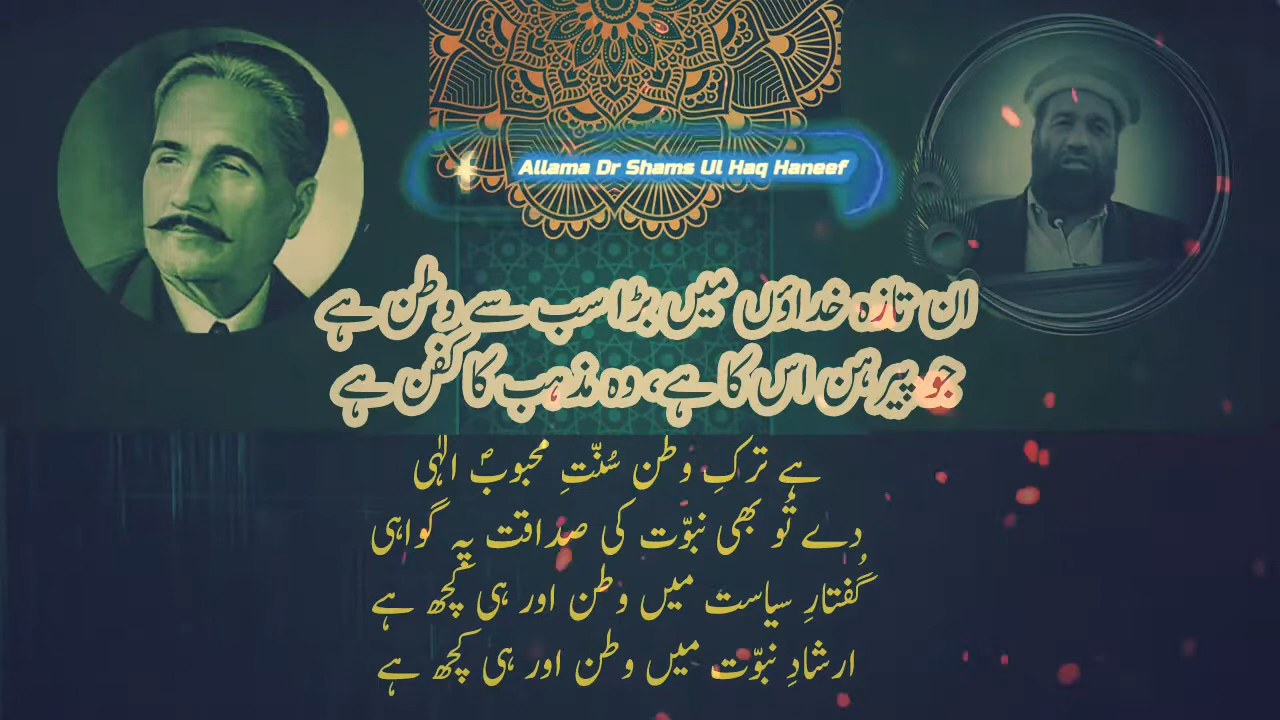 Allama Dr Shams Ul Haq Haneef
ان تازہ خداؤں میں بڑا سب سے وطن ہے
جو پیرہن اس کا ہے، وہ مذہب کا کفن ہے
ہے ترکِ وطن سُنّتِ محبوبؐ الٰہی
دے تُو بھی نبوّت کی صداقت پہ گواہی
گُفتارِ سیاست میں وطن اور ہی کچھ ہے
ارشادِ نبوّت میں وطن اور ہی کچھ ہے